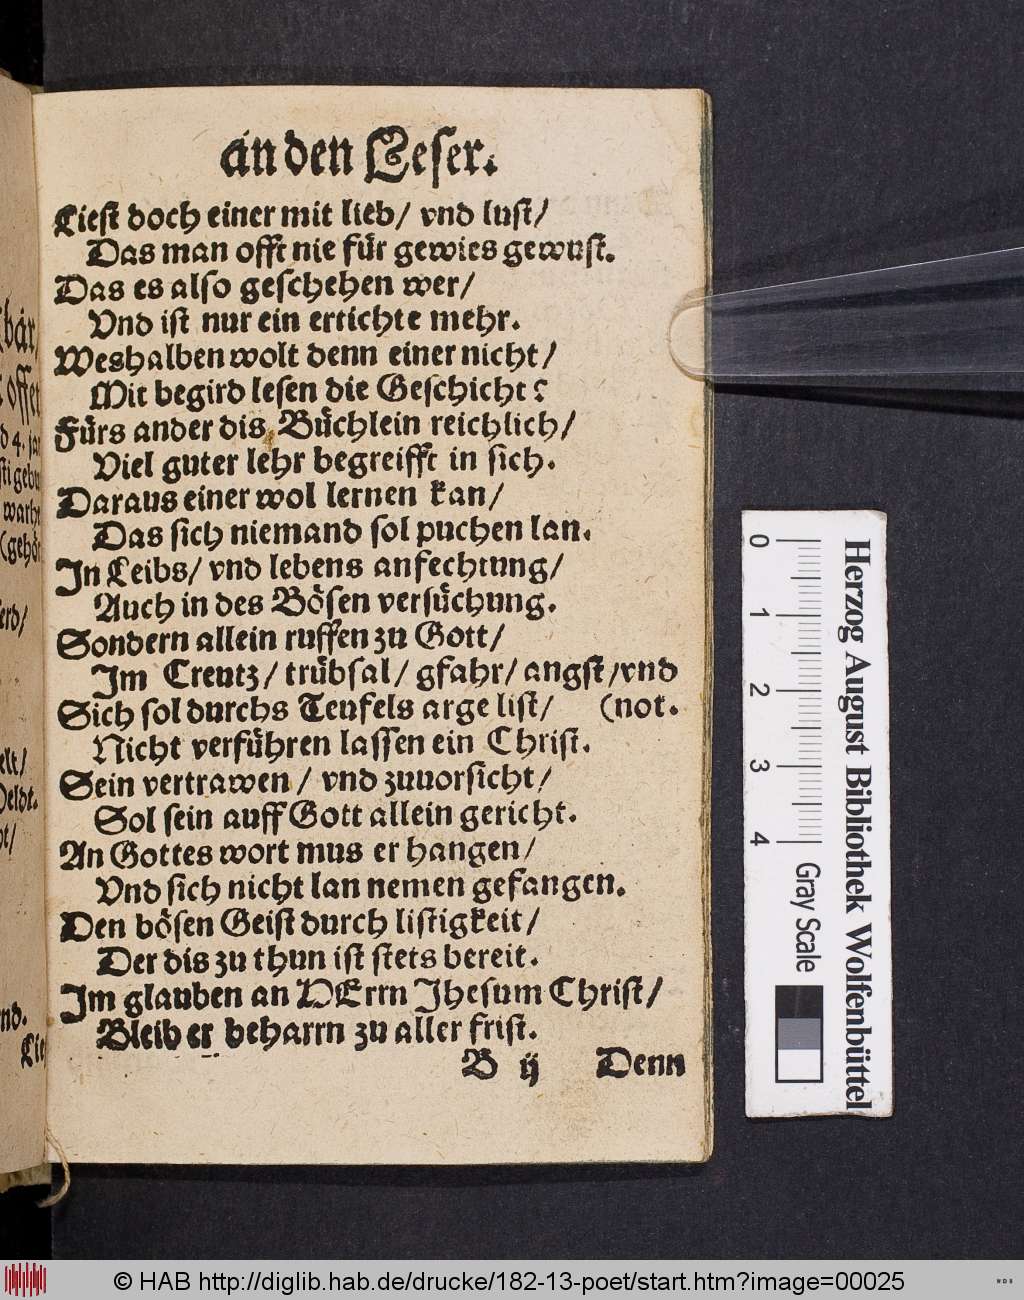 an den Leser.
Liest doch einer mit lieb/ vnd lust/
Das man offt nie für gewies gewust.
Das es also geschehen wer/
Vnd ist nur ein ertichte mehr.
Weshalben wolt denn einer nicht/
Mit begird lesen die Geschicht?
Fürs ander dis Büchlein reichlich/
Viel guter lehr begreifft in sich.
Daraus einer wol lernen kan/
Das sich niemand sol puchen lan.
In Leibs/ vnd lebens anfechtung/
Auch in des Bösen versüchung.
Sondern allein ruffen zu Gott/
Im Creutz/ trübsal/ gfahr/ angst/vnd
Sich sol durchs Teufels arge list/ (not.
Nicht verführen lassen ein Christ.
Sein vertrawen/ vnd zuuorsicht/
Sol sein auff Gott allein gericht.
An Gottes wort mus er hangen/
Vnd sich nicht lan nemen gefangen.
Den bösen Geist durch listigkeit/
Der dis zu thun ist stets bereit.
Im glauben an HErrn Jhesum Christ/
Bleib er beharrn zu aller frist.
B ij Denn
0 1 2 3 4
Gray Scale
Herzog August Bibliothek Wolfenbüttel
© HAB http://diglib.hab.de/drucke/182-13-poet/start.htm?image=00025